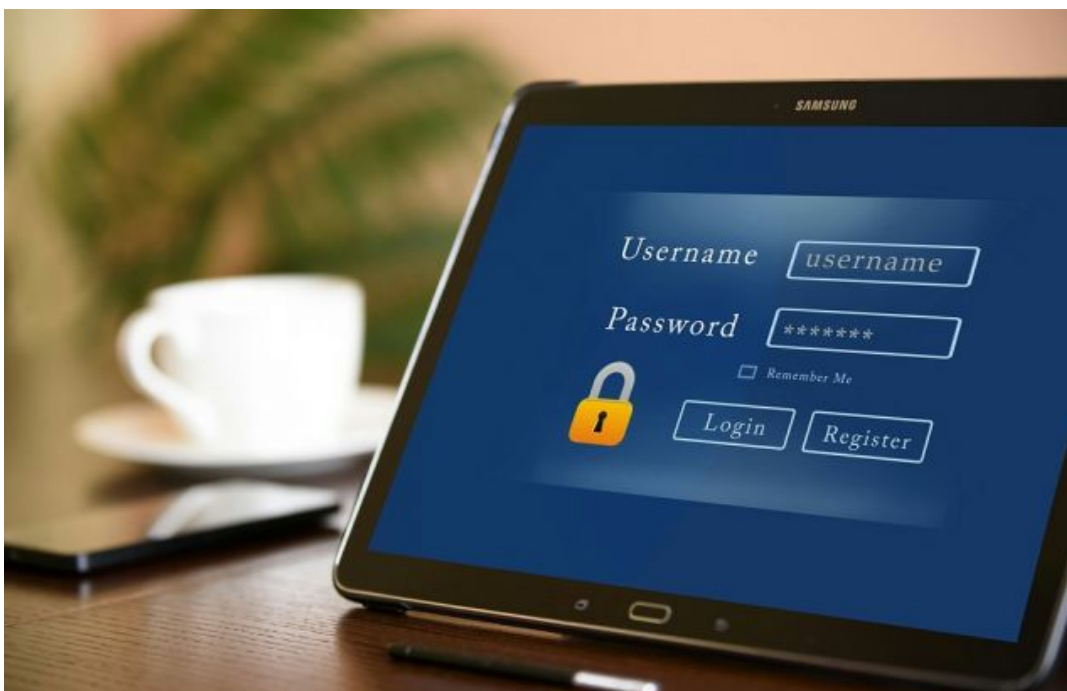 SAMSUNG
Username username
Password *******
Remember Me
Login Register